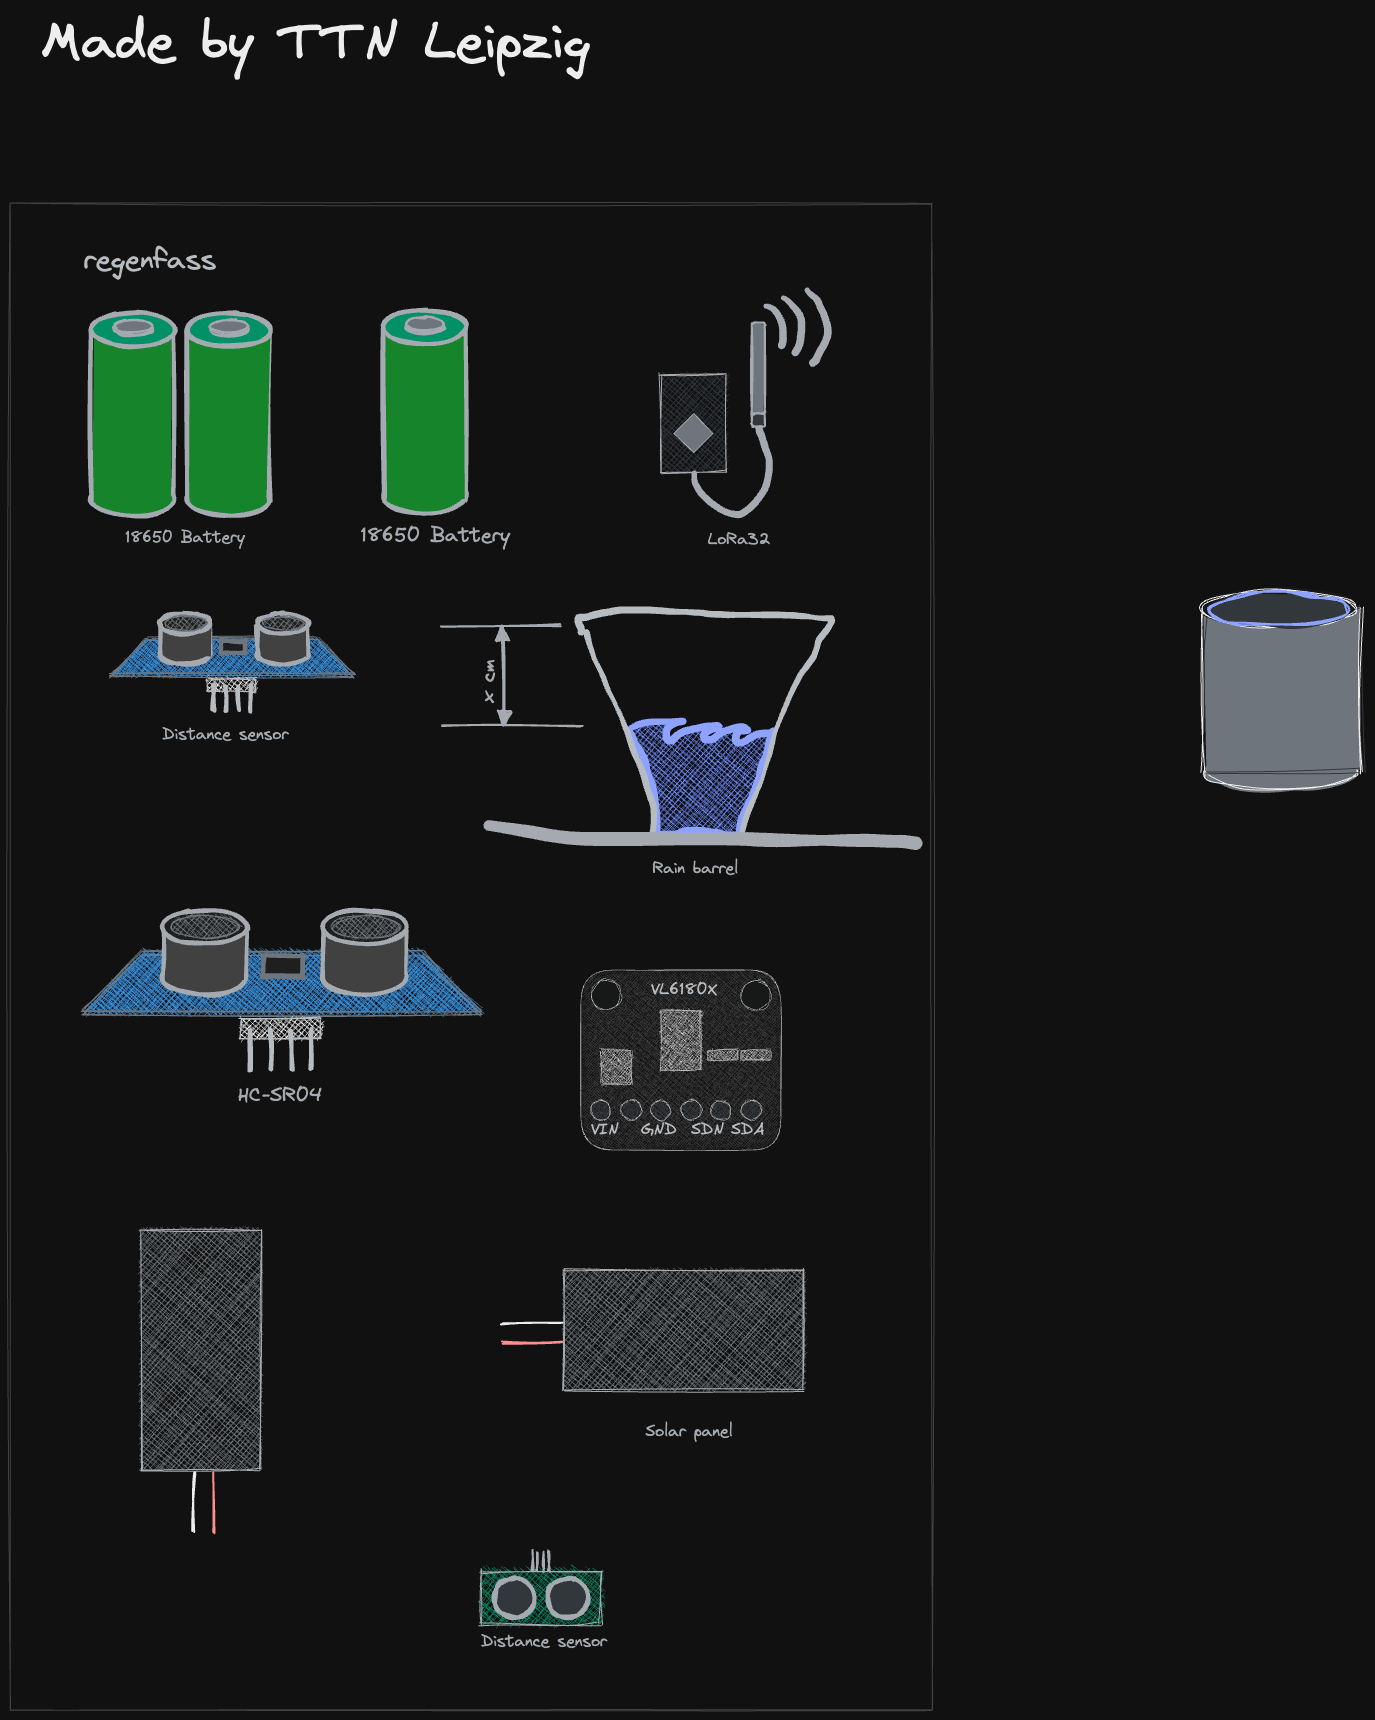 Made by TTN Leipzig
regenfass
18650 Battery
18650 Battery
LoRa32
x cm
Distance sensor
Rain barrel
HC-SR04
VL6180X
VIN GND SDN SDA
Solar panel
Distance sensor